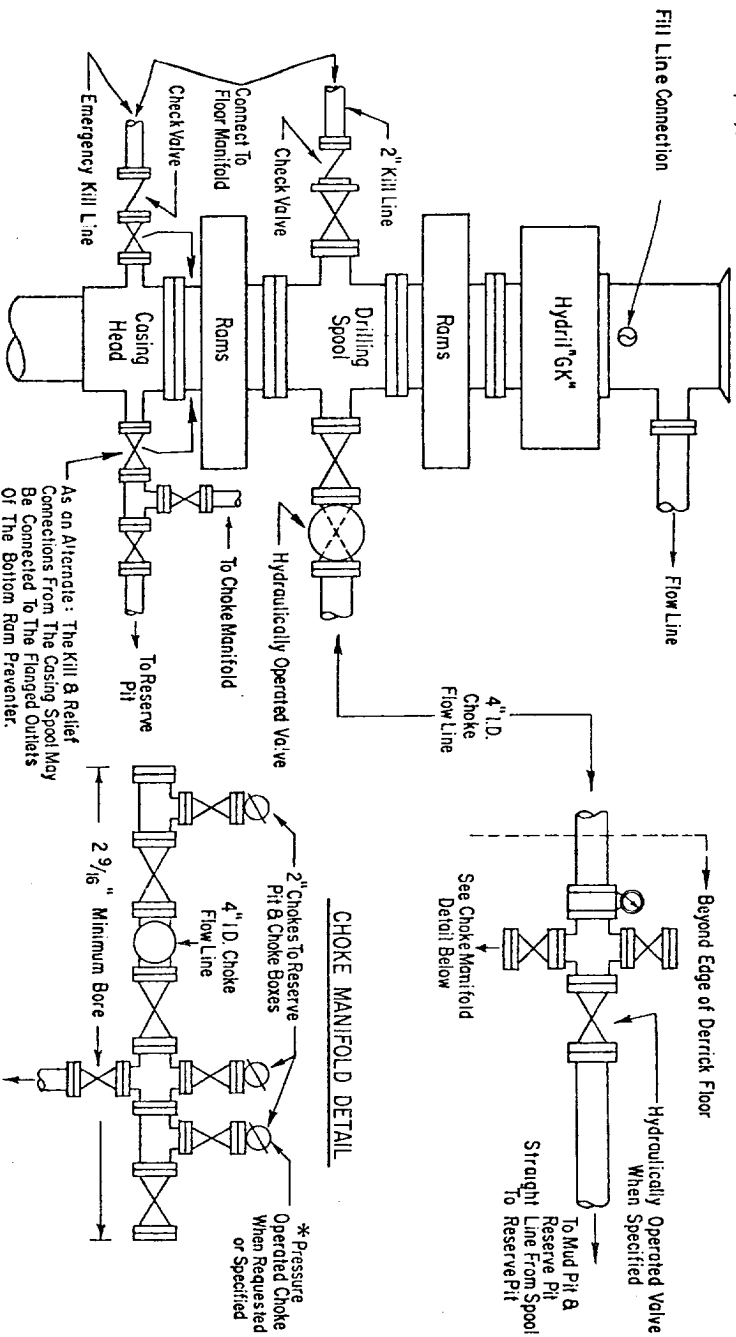 Fill Line Connection
Flow Line
Hydril "GK"
Rams
2" Kill Line
Check Valve
Drilling
Spool
Hydraulically Operated Valve
Connect To
Floor Manifold
Rams
Check Valve
Emergency Kill Line
Casing
Head
To Choke Manifold
To Reserve
Pit
As an Alternate: The Kill & Relief
Connections From The Casing Spool May
Be Connected To The Flanged Outlets
Of The Bottom Ram Preventer.
4" I.D.
Choke
Flow Line
Beyond Edge of Derrick Floor
Hydraulically Operated Valve
When Specified
To Mud Pit &
Reserve Pit
Straight Line From Spool
To Reserve Pit
See Choke Manifold
Detail Below
CHOKE MANIFOLD DETAIL
2" Chokes To Reserve
Pit & Choke Boxes
4" I.D. Choke
Flow Line
2 9/16" Minimum Bore
*Pressure
Operated Choke
When Requested
or Specified